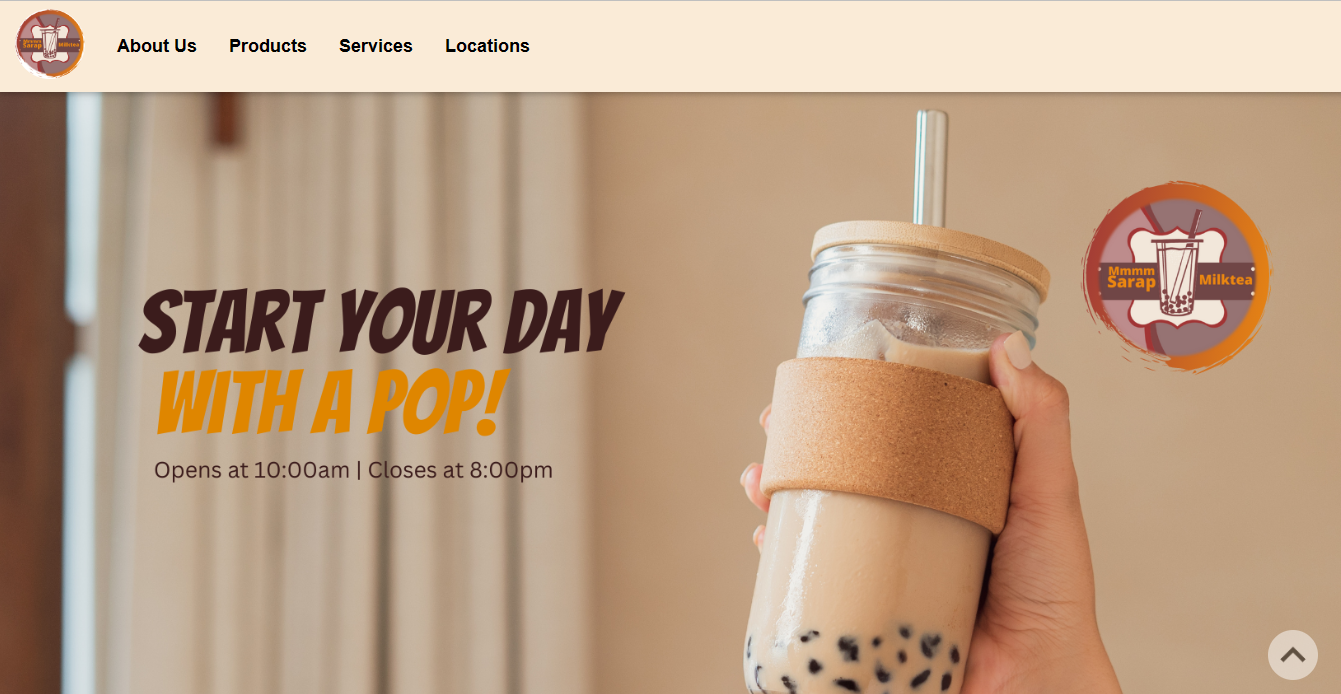 Mmmm
Sarap Milktea
About Us Products Services Locations
START YOUR DAY
WITH A POP!
Opens at 10:00am | Closes at 8:00pm
Mmmm
Sarap Milktea